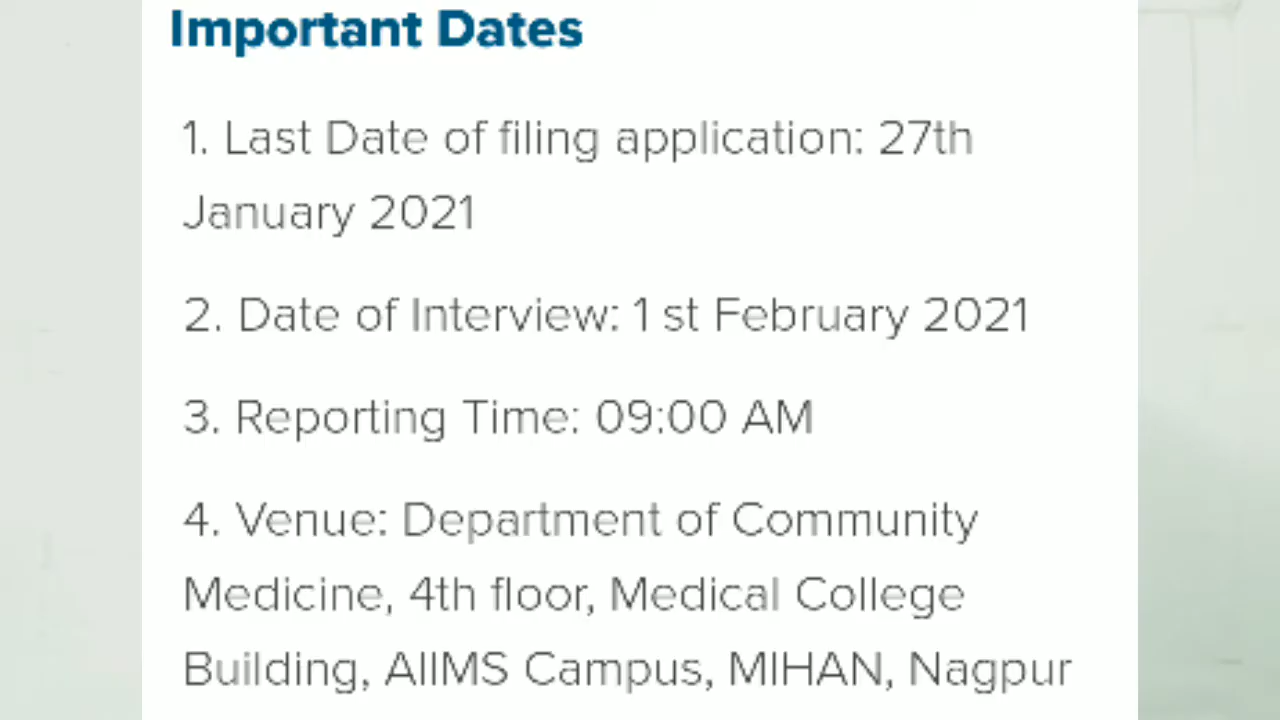 Important Dates
1. Last Date of filing application: 27th
January 2021
2. Date of Interview: 1 st February 2021
3. Reporting Time: 09:00 AM
4. Venue: Department of Community
Medicine, 4th floor, Medical College
Building, AIIMS Campus, MIHAN, Nagpur